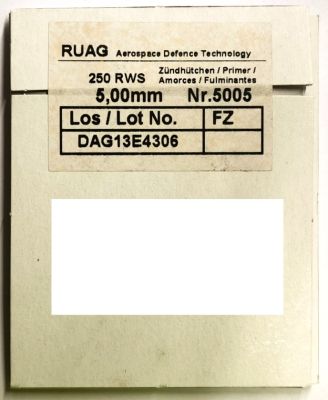 RUAG Aerospace Defence Technology
250 RWS Zündhütchen / Primer /
Amorces / Fulminantes
5,00mm Nr.5005
Los / Lot No. FZ
DAG13E4306